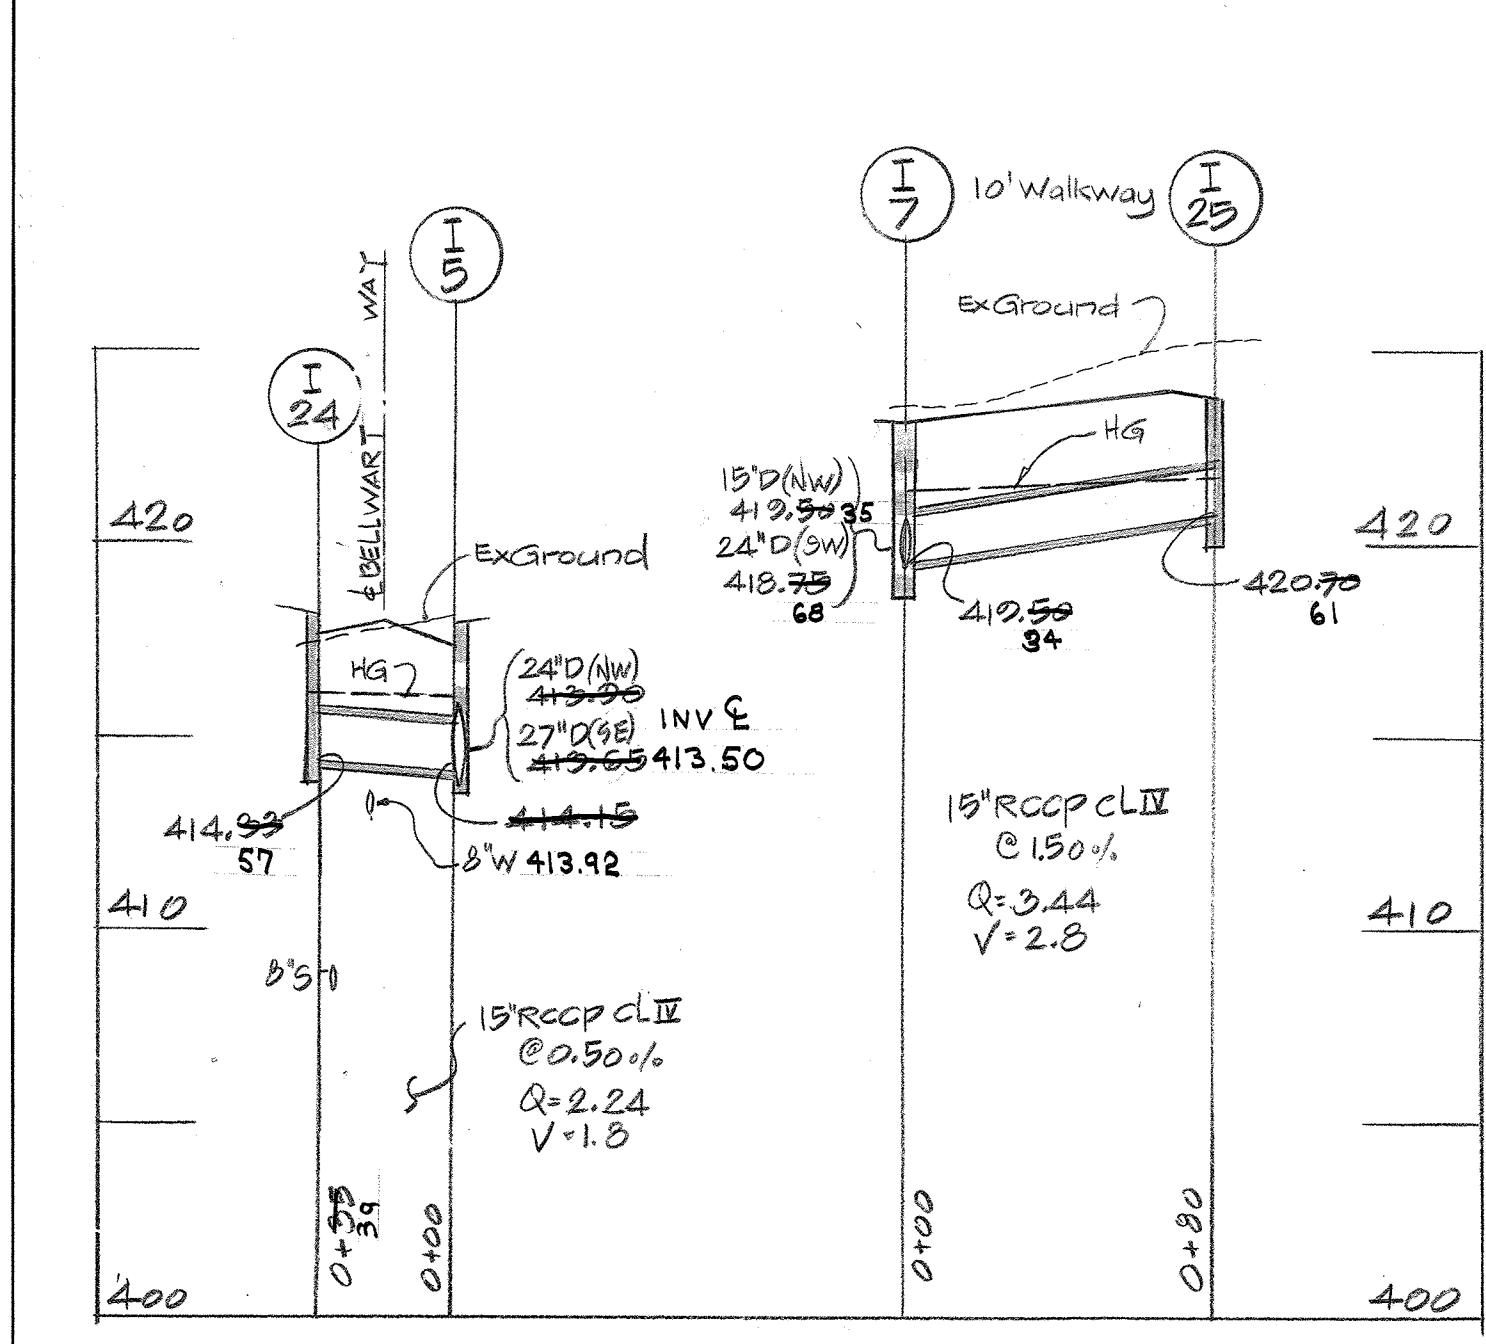 I
7
10' Walkway
I
25
I
5
I
24
℄ BELLWART WAY
ExGround
HG
15"D(NW)
419.50 35
24"D(SW)
418.75
68
419.50
34
420.70
61
420
420
ExGround
HG
24"D(NW)
413.90
27"D(SE)
413.65
INV ℄
413.50
414.33
57
414.15
8"W 413.92
15"RCCP CL IV
@ 1.50%
Q=3.44
V=2.8
410
410
8"S
15"RCCP CL IV
@ 0.50%
Q=2.24
V=1.8
0+35
39
0+00
0+00
0+80
400
400